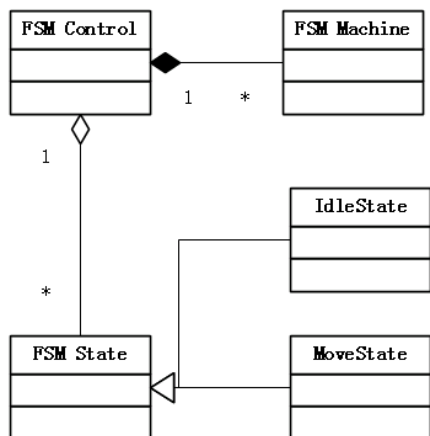 FSM Control
FSM Machine
1
*
1
IdleState
*
FSM State
MoveState